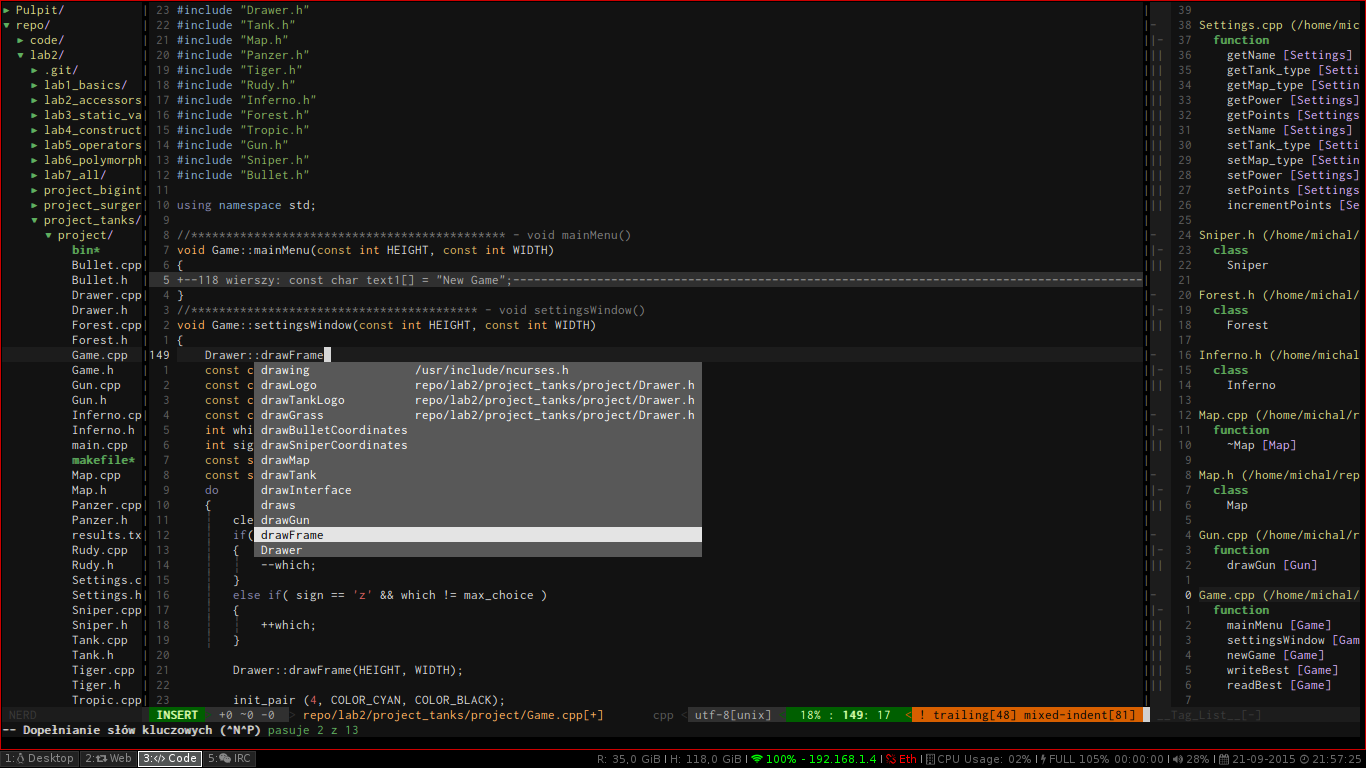 ▸ Pulpit/
▾ repo/
▸ code/
▾ lab2/
▸ .git/
▸ lab1_basics/
▸ lab2_accessors
▸ lab3_static_va
▸ lab4_construct
▸ lab5_operators
▸ lab6_polymorph
▸ lab7_all/
▸ project_bigint
▸ project_surger
▾ project_tanks/
▾ project/
bin*
Bullet.cpp
Bullet.h
Drawer.cpp
Drawer.h
Forest.cpp
Forest.h
Game.cpp
Game.h
Gun.cpp
Gun.h
Inferno.cp
Inferno.h
main.cpp
makefile*
Map.cpp
Map.h
Panzer.cpp
Panzer.h
results.tx
Rudy.cpp
Rudy.h
Settings.c
Settings.h
Sniper.cpp
Sniper.h
Tank.cpp
Tank.h
Tiger.cpp
Tiger.h
Tropic.cpp
NERD
23 #include "Drawer.h"
22 #include "Tank.h"
21 #include "Map.h"
20 #include "Panzer.h"
19 #include "Tiger.h"
18 #include "Rudy.h"
17 #include "Inferno.h"
16 #include "Forest.h"
15 #include "Tropic.h"
14 #include "Gun.h"
13 #include "Sniper.h"
12 #include "Bullet.h"
11
10 using namespace std;
9
8 //********************************************* - void mainMenu()
7 void Game::mainMenu(const int HEIGHT, const int WIDTH)
6 {
5 +--118 wierszy: const char text1[] = "New Game";------------------------------------------------------------------------------------------
4 }
3 //***************************************** - void settingsWindow()
2 void Game::settingsWindow(const int HEIGHT, const int WIDTH)
1 {
149 Drawer::drawFrame
1 const c drawing /usr/include/ncurses.h
2 const c drawLogo repo/lab2/project_tanks/project/Drawer.h
3 const c drawTankLogo repo/lab2/project_tanks/project/Drawer.h
4 const c drawGrass repo/lab2/project_tanks/project/Drawer.h
5 int whi drawBulletCoordinates
6 int sig drawSniperCoordinates
7 const s drawMap
8 const s drawTank
9 do drawInterface
10 { draws
11 cle drawGun
12 if( drawFrame
13 { Drawer
14 --which;
15 }
16 else if( sign == 'z' && which != max_choice )
17 {
18 ++which;
19 }
20
21 Drawer::drawFrame(HEIGHT, WIDTH);
22
23 init_pair (4, COLOR_CYAN, COLOR_BLACK);
INSERT +0 ~0 -0 > repo/lab2/project_tanks/project/Game.cpp[+] cpp < utf-8[unix] < 18% : 149: 17 < ! trailing[48] mixed-indent[81]
39
38 Settings.cpp (/home/mic
37 function
36 getName [Settings]
35 getTank_type [Setti
34 getMap_type [Settin
33 getPower [Settings]
32 getPoints [Settings
31 setName [Settings]
30 setTank_type [Setti
29 setMap_type [Settin
28 setPower [Settings]
27 setPoints [Settings
26 incrementPoints [Se
25
24 Sniper.h (/home/michal/
23 class
22 Sniper
21
20 Forest.h (/home/michal/
19 class
18 Forest
17
16 Inferno.h (/home/michal
15 class
14 Inferno
13
12 Map.cpp (/home/michal/r
11 function
10 ~Map [Map]
9
8 Map.h (/home/michal/rep
7 class
6 Map
5
4 Gun.cpp (/home/michal/r
3 function
2 drawGun [Gun]
1
0 Game.cpp (/home/michal/
1 function
2 mainMenu [Game]
3 settingsWindow [Gam
4 newGame [Game]
5 writeBest [Game]
6 readBest [Game]
7
__Tag_List__[-]
-- Dopełnianie słów kluczowych (^N^P) pasuje 2 z 13
1: Desktop 2: Web 3: Code 5: IRC
R: 35,0 GiB I H: 118,0 GiB I 100% - 192.168.1.4 I Eth I CPU Usage: 02% I FULL 105% 00:00:00 I 28% I 21-09-2015 21:57:25